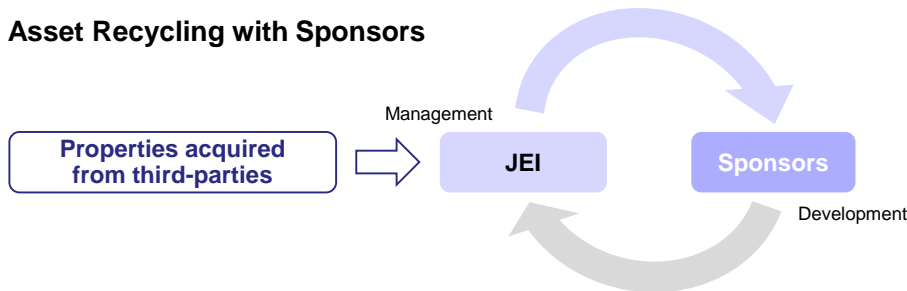 Asset Recycling with Sponsors
Management
Properties acquired
from third-parties
JEI
Sponsors
Development